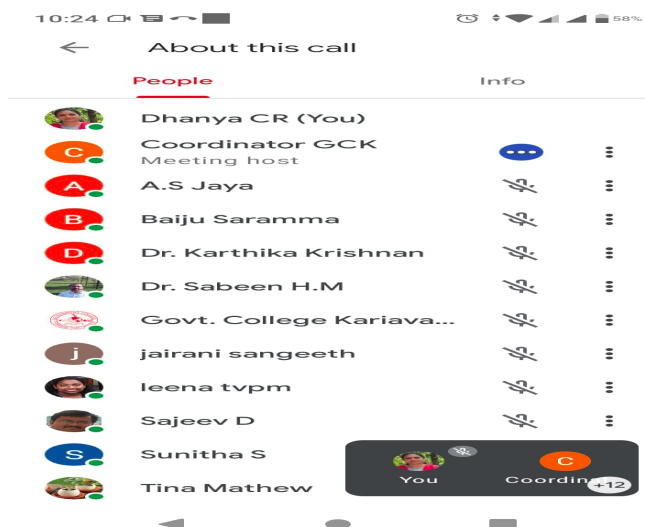 10:24
58%
About this call
People Info
Dhanya CR (You)
Coordinator GCK
Meeting host
C
A.S Jaya
A
Baiju Saramma
B
Dr. Karthika Krishnan
D
Dr. Sabeen H.M
Govt. College Kariava...
jairani sangeeth
j
leena tvpm
Sajeev D
Sunitha S
S
Tina Mathew
You
C
Coordin
+12